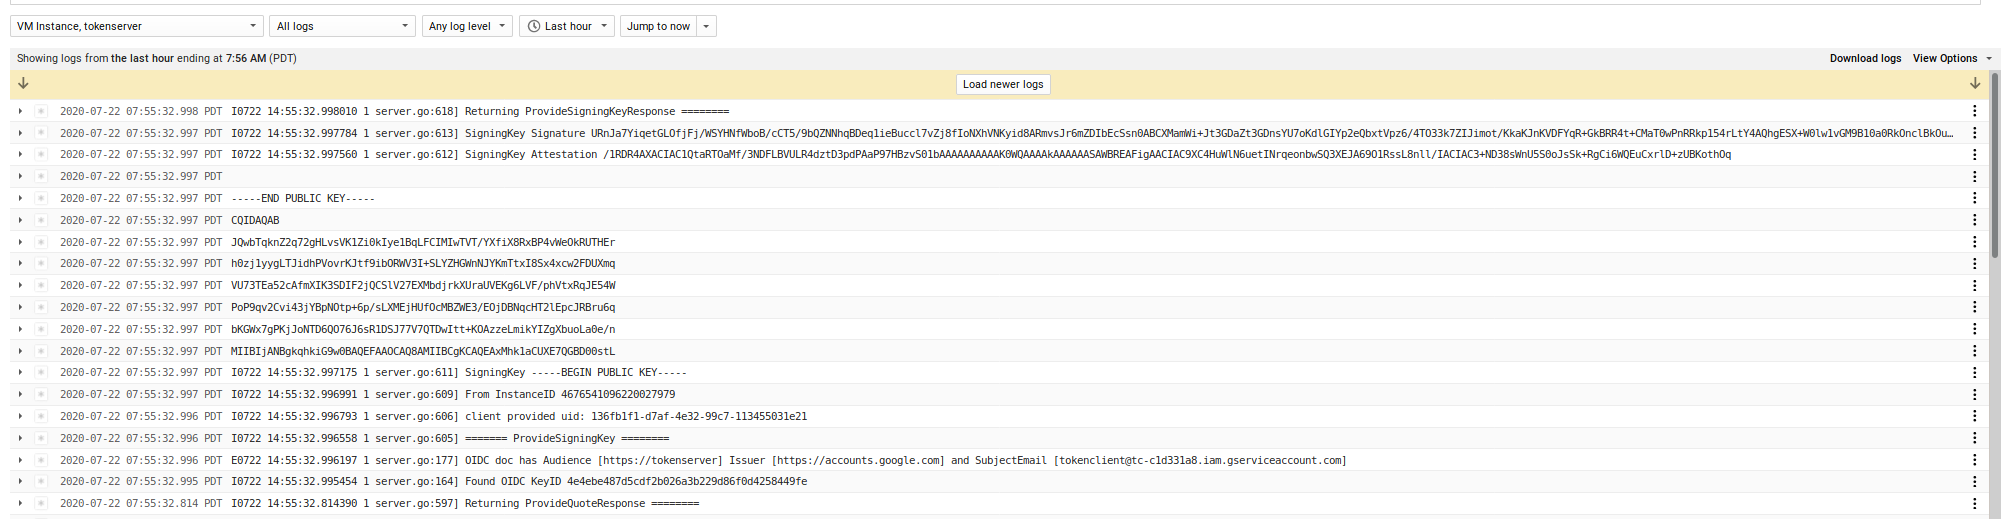 VM Instance, tokenserver All logs Any log level Last hour Jump to now
Showing logs from the last hour ending at 7:56 AM (PDT) Download logs View Options
Load newer logs
2020-07-22 07:55:32.998 PDT I0722 14:55:32.998010 1 server.go:618] Returning ProvideSigningKeyResponse ========
2020-07-22 07:55:32.997 PDT I0722 14:55:32.997784 1 server.go:613] SigningKey Signature URnJa7YiqetGLOfjFj/WSYHNfWboB/cCT5/9bQZNNhqBDeq1ieBuccl7vZj8fIoNXhVNKyid8ARmvsJr6mZDIbEcSsn0ABCXMamWi+Jt3GDaZt3GDnsYU7oKdlGIYp2eQbxtVpz6/4TO33k7ZIJimot/KkaKJnKVDFYqR+GkBRR4t+CMaT0wPnRRkp154rLtY4AQhgESX+W0lw1vGM9B10a0RkOnclBkOu…
2020-07-22 07:55:32.997 PDT I0722 14:55:32.997560 1 server.go:612] SigningKey Attestation /1RDR4AXACIAC1QtaRTOaMf/3NDFLBVULR4dztD3pdPAaP97HBzvS01bAAAAAAAAAAK0WQAAAAkAAAAAASAWBREAFigAACIAC9XC4HuWlN6uetINrqeonbwSQ3XEJA69O1RssL8nll/IACIAC3+ND38sWnU5S0oJsSk+RgCi6WQEuCxrlD+zUBKothOq
2020-07-22 07:55:32.997 PDT
2020-07-22 07:55:32.997 PDT -----END PUBLIC KEY-----
2020-07-22 07:55:32.997 PDT CQIDAQAB
2020-07-22 07:55:32.997 PDT JQwbTqknZ2q72gHLvsVK1Zi0kIye1BqLFCIMIwTVT/YXfiX8RxBP4vWeOkRUTHEr
2020-07-22 07:55:32.997 PDT h0zj1yygLTJidhPVovrKJtf9ibORWV3I+SLYZHGWnNJYKmTtxI8Sx4xcw2FDUXmq
2020-07-22 07:55:32.997 PDT VU73TEa52cAfmXIK3SDIF2jQCSlV27EXMbdjrkXUraUVEKg6LVF/phVtxRqJE54W
2020-07-22 07:55:32.997 PDT PoP9qv2Cvi43jYBpNOtp+6p/sLXMEjHUfOcMBZWE3/EOjDBNqcHT2lEpcJRBru6q
2020-07-22 07:55:32.997 PDT bKGWx7gPKjJoNTD6QO76J6sR1DSJ77V7QTDwItt+KOAzzeLmikYIZgXbuoLa0e/n
2020-07-22 07:55:32.997 PDT MIIBIjANBgkqhkiG9w0BAQEFAAOCAQ8AMIIBCgKCAQEAxMhk1aCUXE7QGBD00stL
2020-07-22 07:55:32.997 PDT I0722 14:55:32.997175 1 server.go:611] SigningKey -----BEGIN PUBLIC KEY-----
2020-07-22 07:55:32.997 PDT I0722 14:55:32.996991 1 server.go:609] From InstanceID 4676541096220027979
2020-07-22 07:55:32.996 PDT I0722 14:55:32.996793 1 server.go:606] client provided uid: 136fb1f1-d7af-4e32-99c7-113455031e21
2020-07-22 07:55:32.996 PDT I0722 14:55:32.996558 1 server.go:605] ======= ProvideSigningKey ========
2020-07-22 07:55:32.996 PDT E0722 14:55:32.996197 1 server.go:177] OIDC doc has Audience [https://tokenserver] Issuer [https://accounts.google.com] and SubjectEmail [tokenclient@tc-c1d331a8.iam.gserviceaccount.com]
2020-07-22 07:55:32.995 PDT I0722 14:55:32.995454 1 server.go:164] Found OIDC KeyID 4e4ebe487d5cdf2b026a3b229d86f0d4258449fe
2020-07-22 07:55:32.814 PDT I0722 14:55:32.814390 1 server.go:597] Returning ProvideQuoteResponse ========